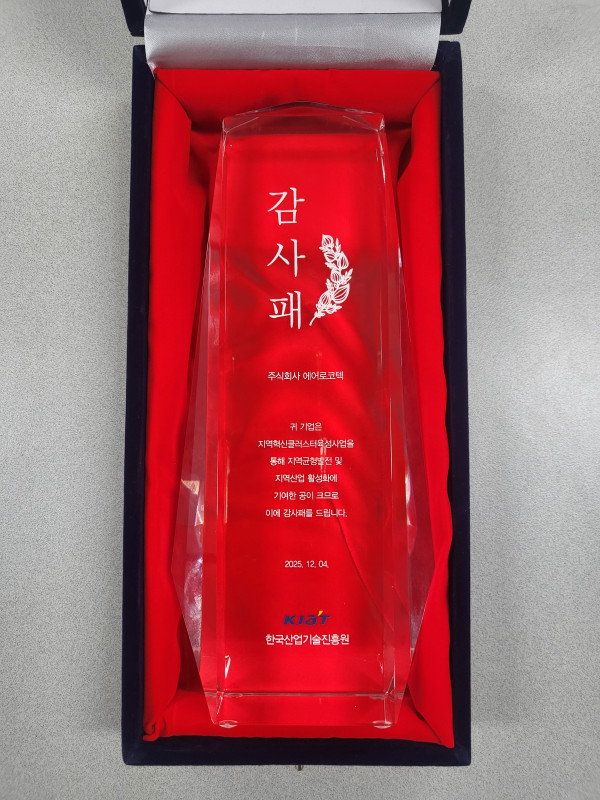 감사패
주식회사 에어로코텍
귀 기업은
지역혁신클러스터육성사업을
통해 지역균형발전 및
지역산업 활성화에
기여한 공이 크므로
이에 감사패를 드립니다.
2025. 12. 04.
KIAT
한국산업기술진흥원